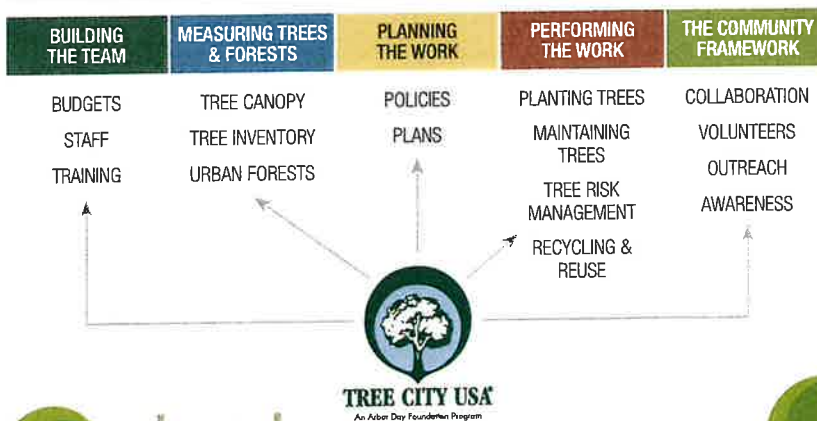 BUILDING
THE TEAM
BUDGETS
STAFF
TRAINING
MEASURING TREES
& FORESTS
TREE CANOPY
TREE INVENTORY
URBAN FORESTS
PLANNING
THE WORK
POLICIES
PLANS
PERFORMING
THE WORK
PLANTING TREES
MAINTAINING
TREES
TREE RISK
MANAGEMENT
RECYCLING &
REUSE
THE COMMUNITY
FRAMEWORK
COLLABORATION
VOLUNTEERS
OUTREACH
AWARENESS
TREE CITY USA®
An Arbor Day Foundation Program